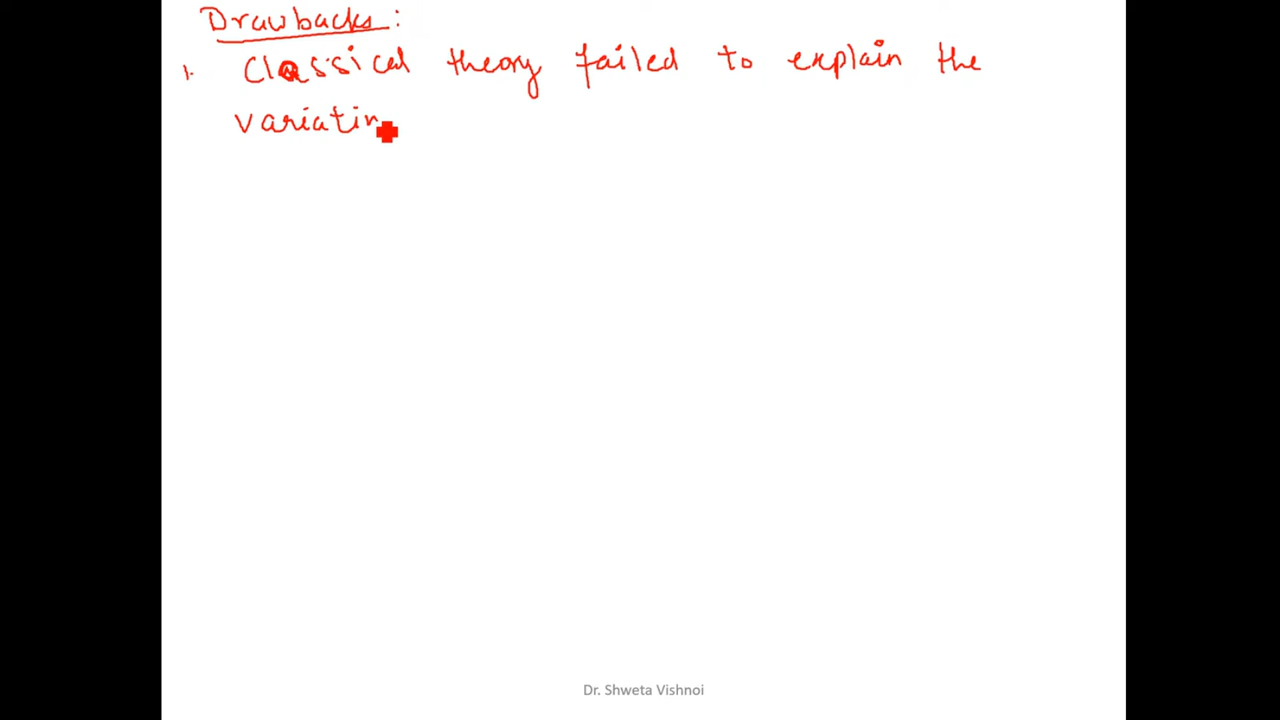 Drawbacks:
1. Classical theory failed to explain the
variatin
Dr. Shweta Vishnoi